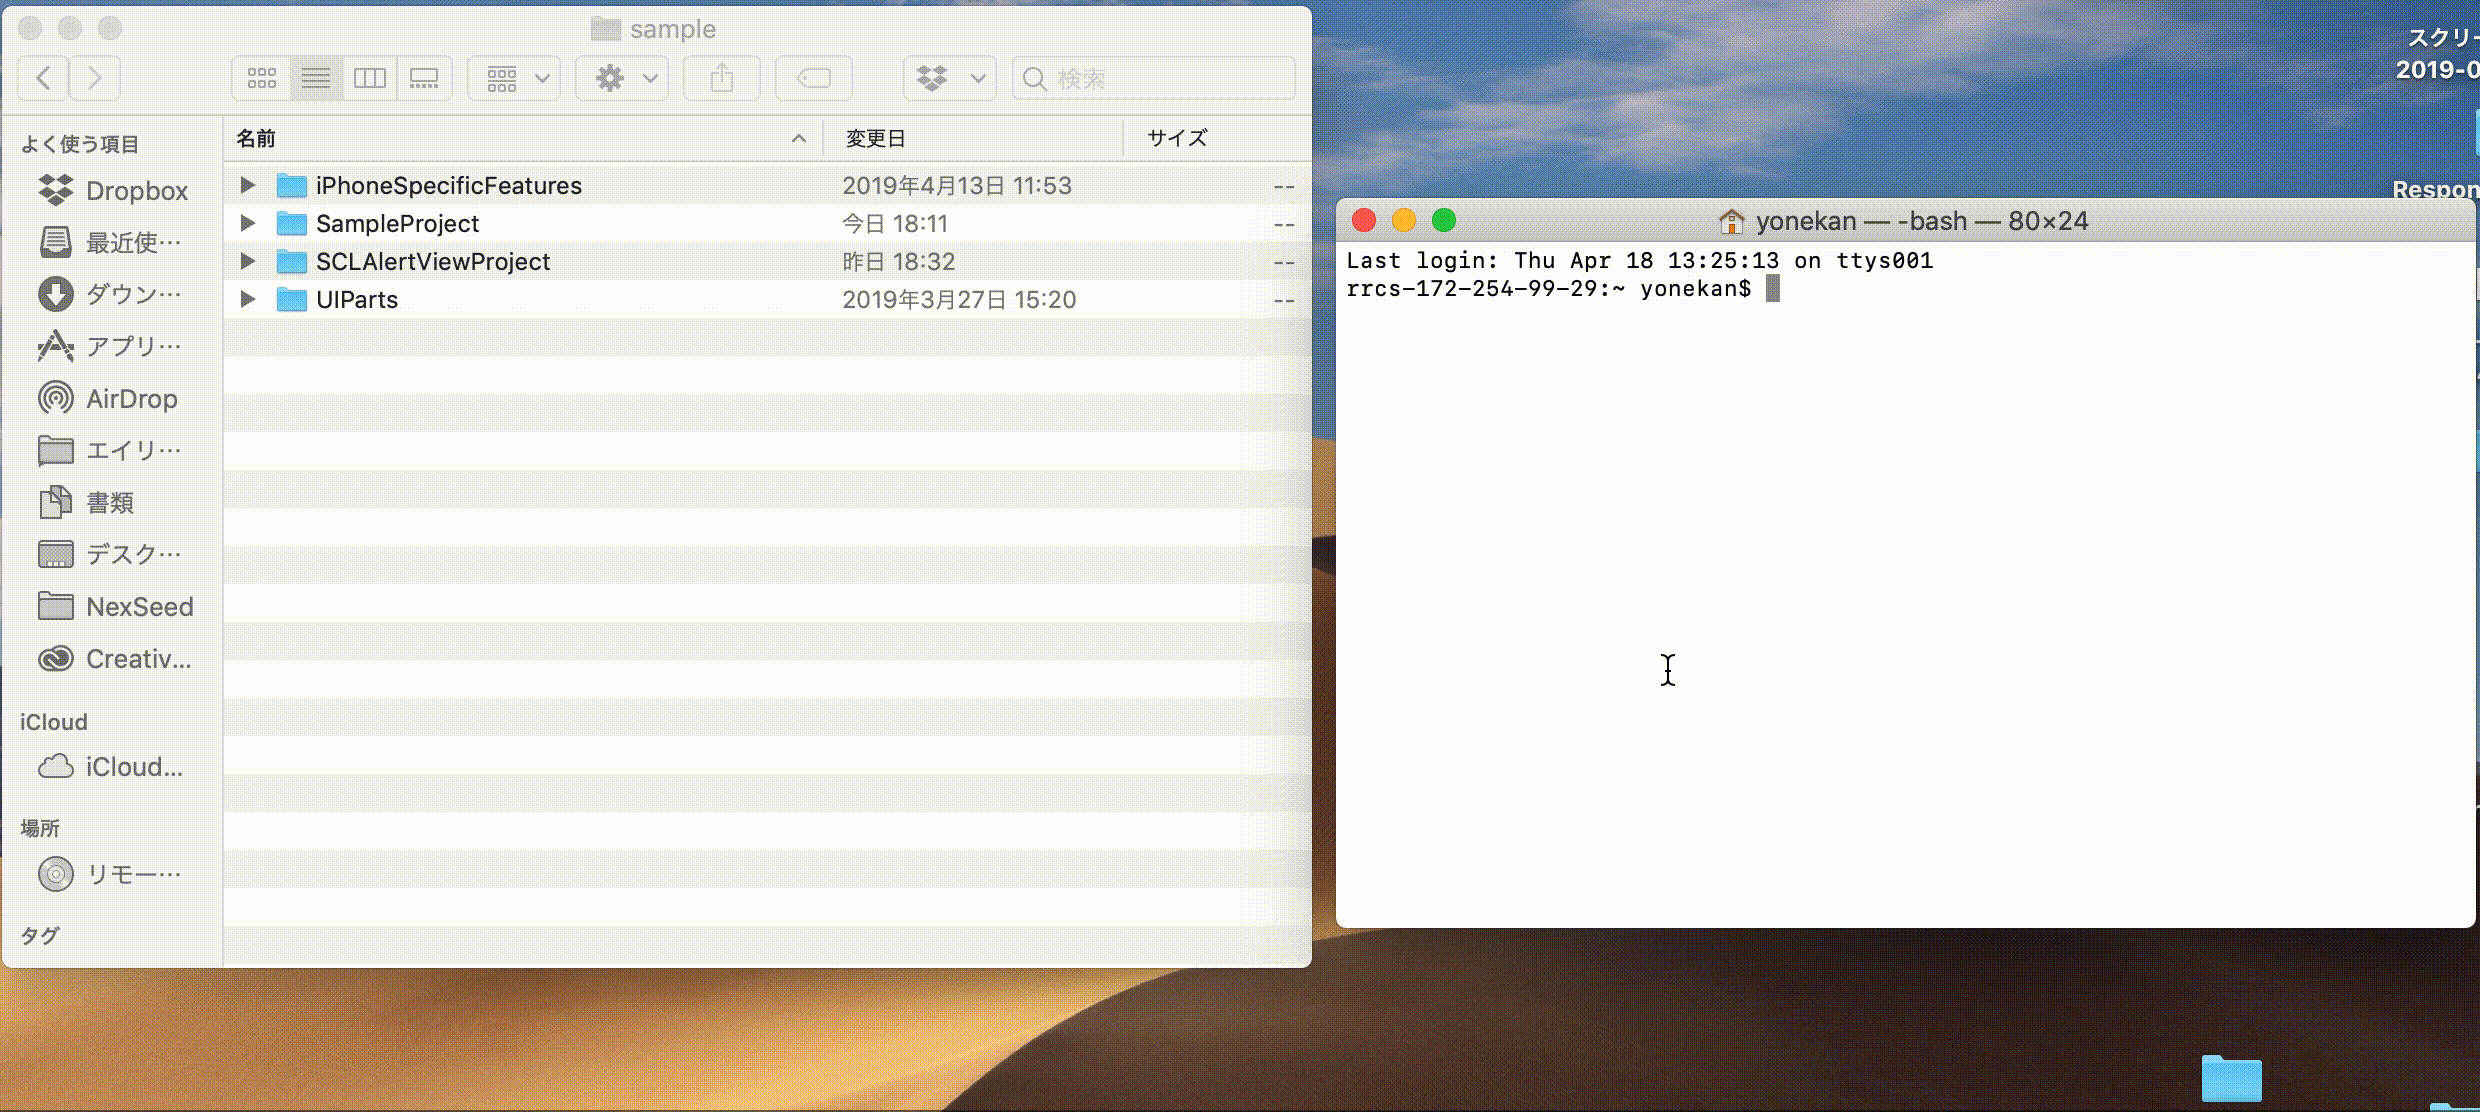 sample
検索
よく使う項目
Dropbox
最近使…
ダウン…
アプリ…
AirDrop
エイリ…
書類
デスク…
NexSeed
Creativ...
iCloud
iCloud...
場所
リモー…
タグ
名前 変更日 サイズ
iPhoneSpecificFeatures 2019年4月13日 11:53 --
SampleProject 今日 18:11 --
SCLAlertViewProject 昨日 18:32 --
UIParts 2019年3月27日 15:20 --
スクリー
2019-0
Respon
yonekan — -bash — 80×24
Last login: Thu Apr 18 13:25:13 on ttys001
rrcs-172-254-99-29:~ yonekan$